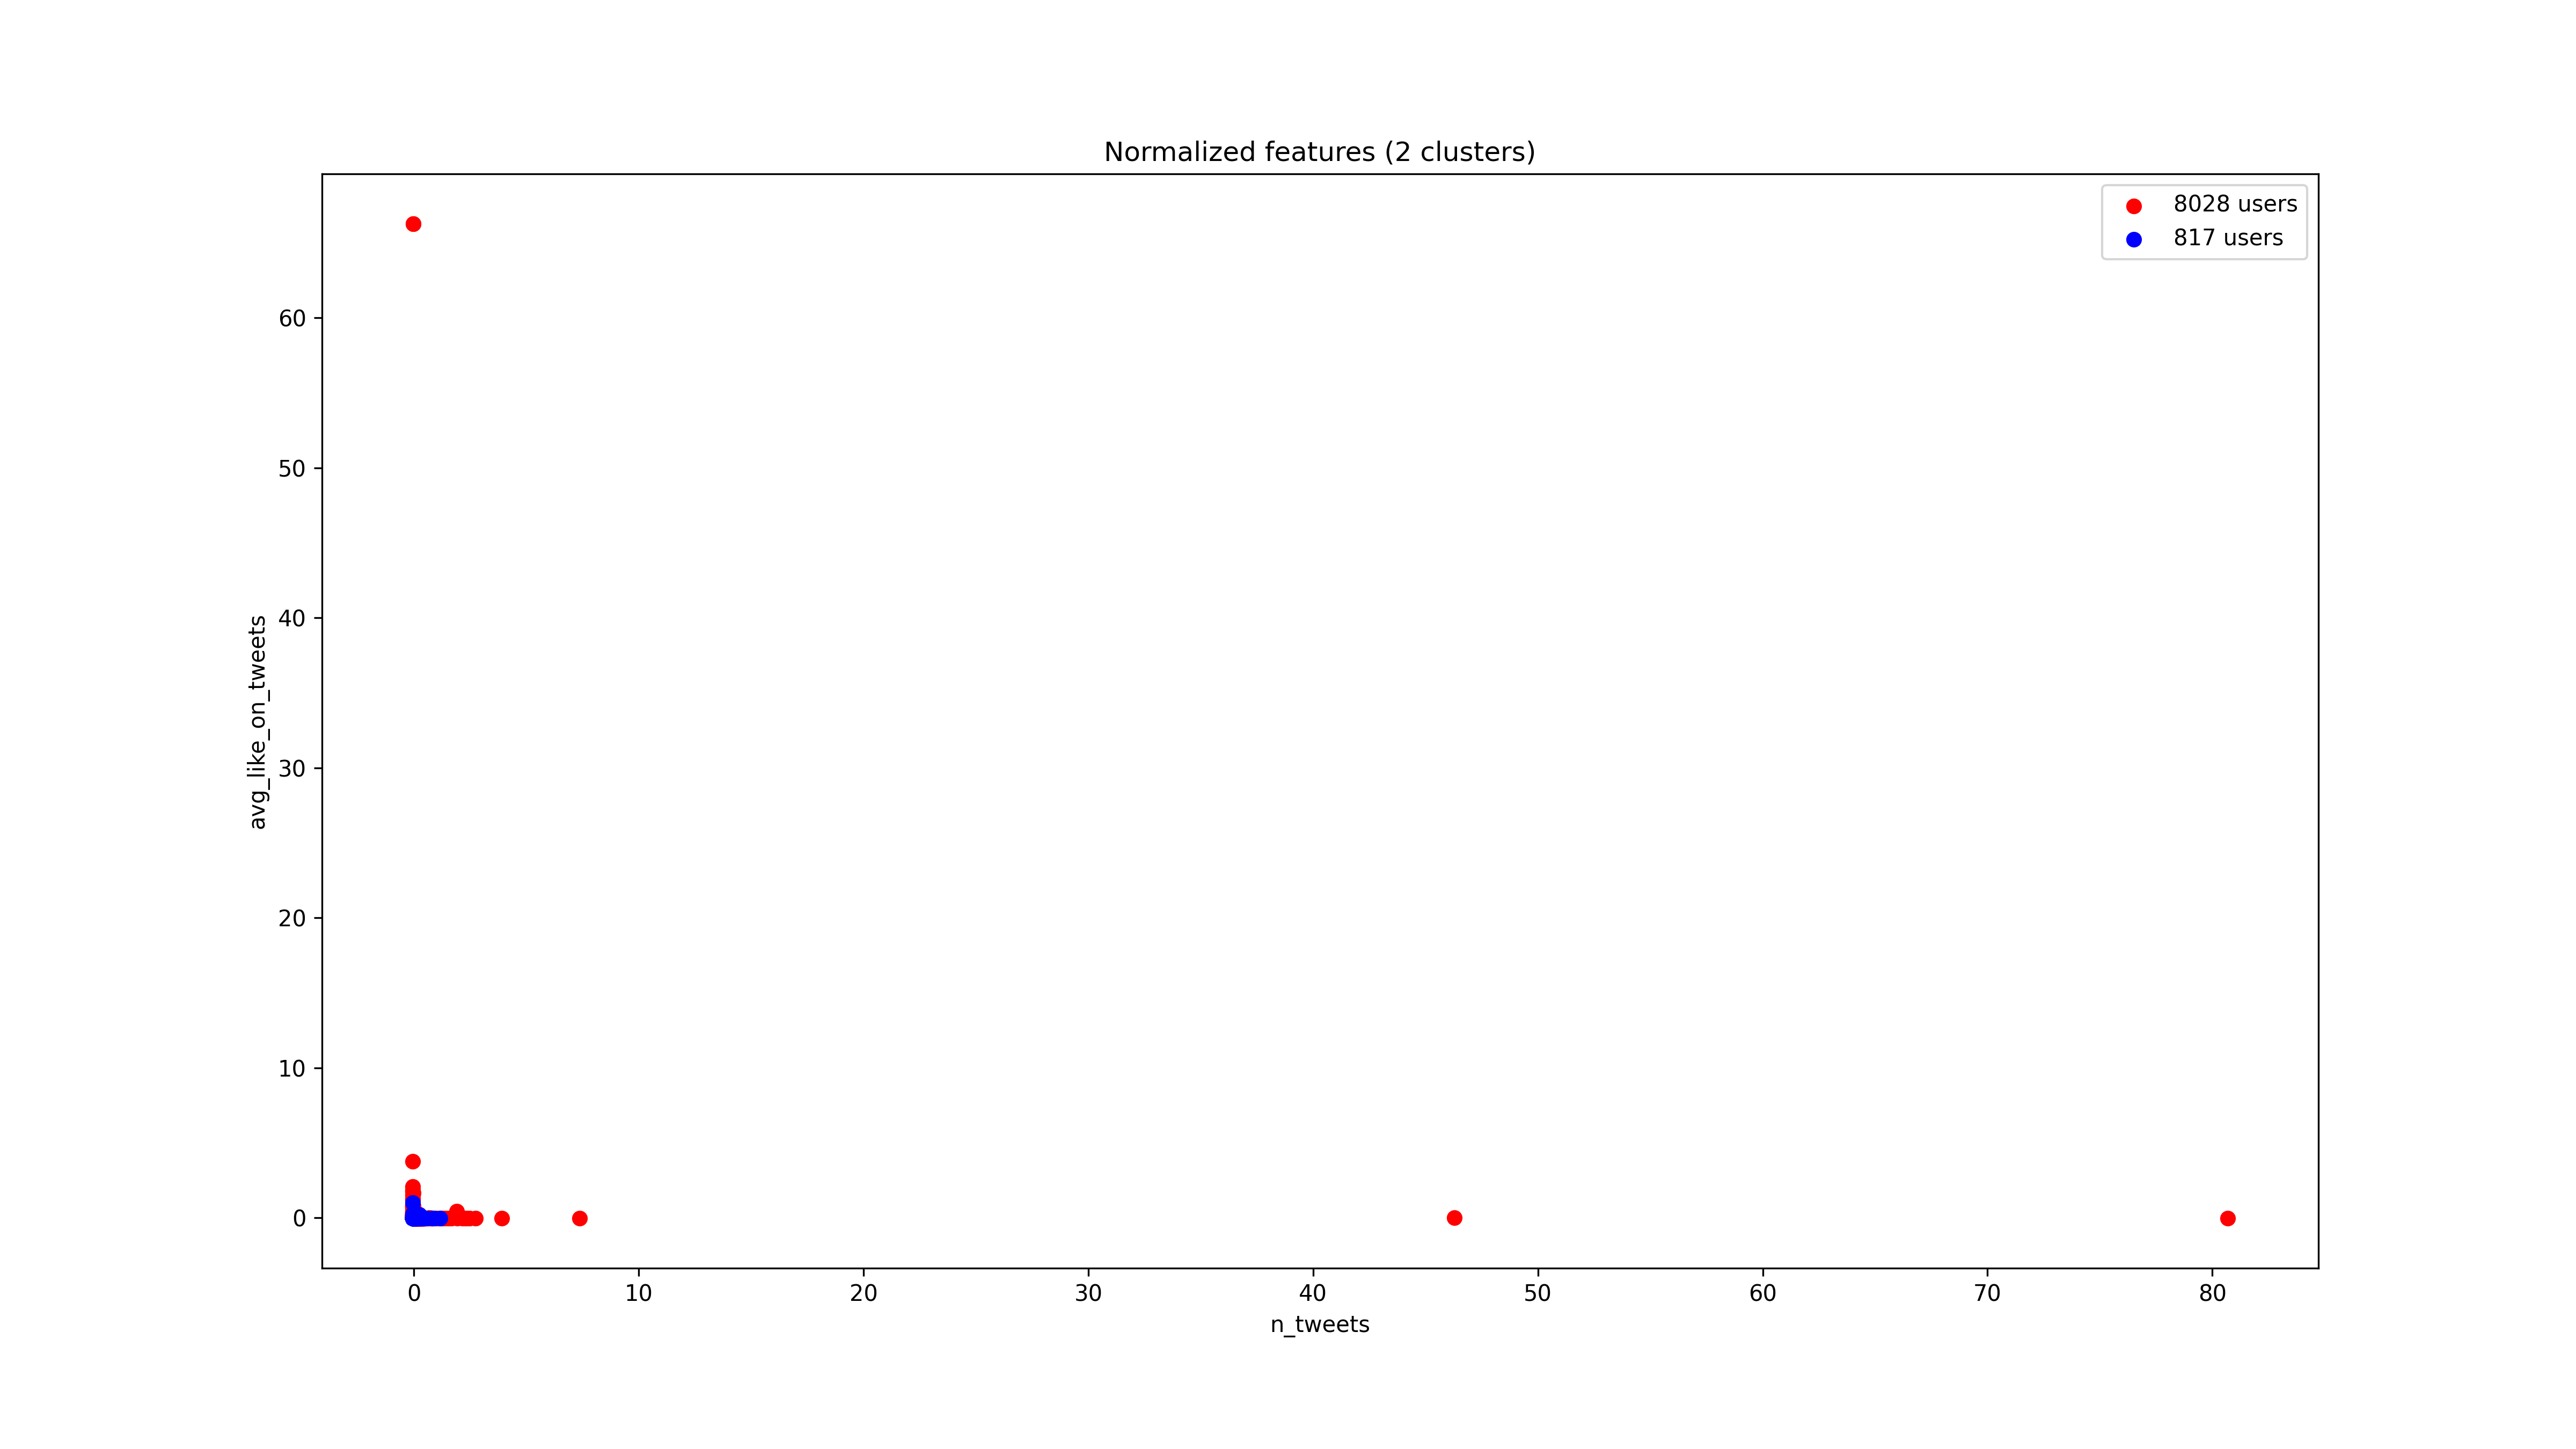 Normalized features (2 clusters)
8028 users
817 users
avg_like_on_tweets
60
50
40
30
20
10
0
0 10 20 30 40 50 60 70 80
n_tweets